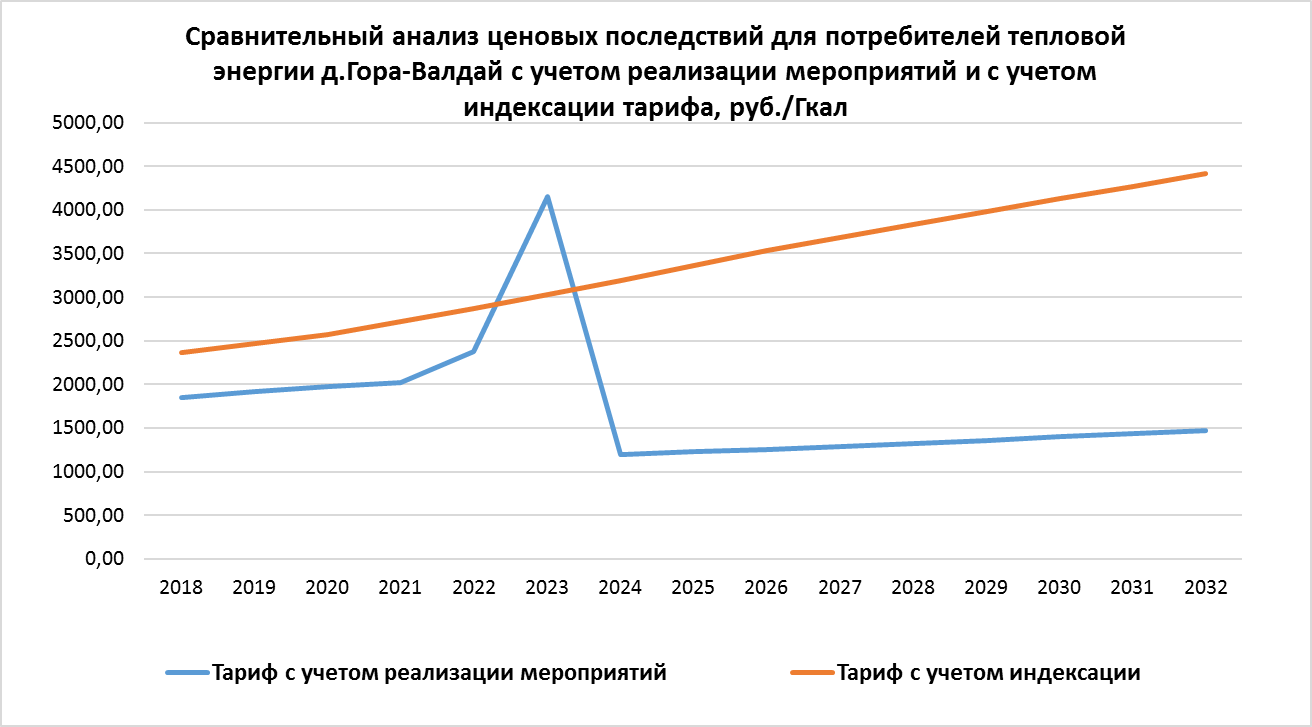 Сравнительный анализ ценовых последствий для потребителей тепловой
энергии д.Гора-Валдай с учетом реализации мероприятий и с учетом
индексации тарифа, руб./Гкал
5000,00
4500,00
4000,00
3500,00
3000,00
2500,00
2000,00
1500,00
1000,00
500,00
0,00
2018 2019 2020 2021 2022 2023 2024 2025 2026 2027 2028 2029 2030 2031 2032
Тариф с учетом реализации мероприятий Тариф с учетом индексации